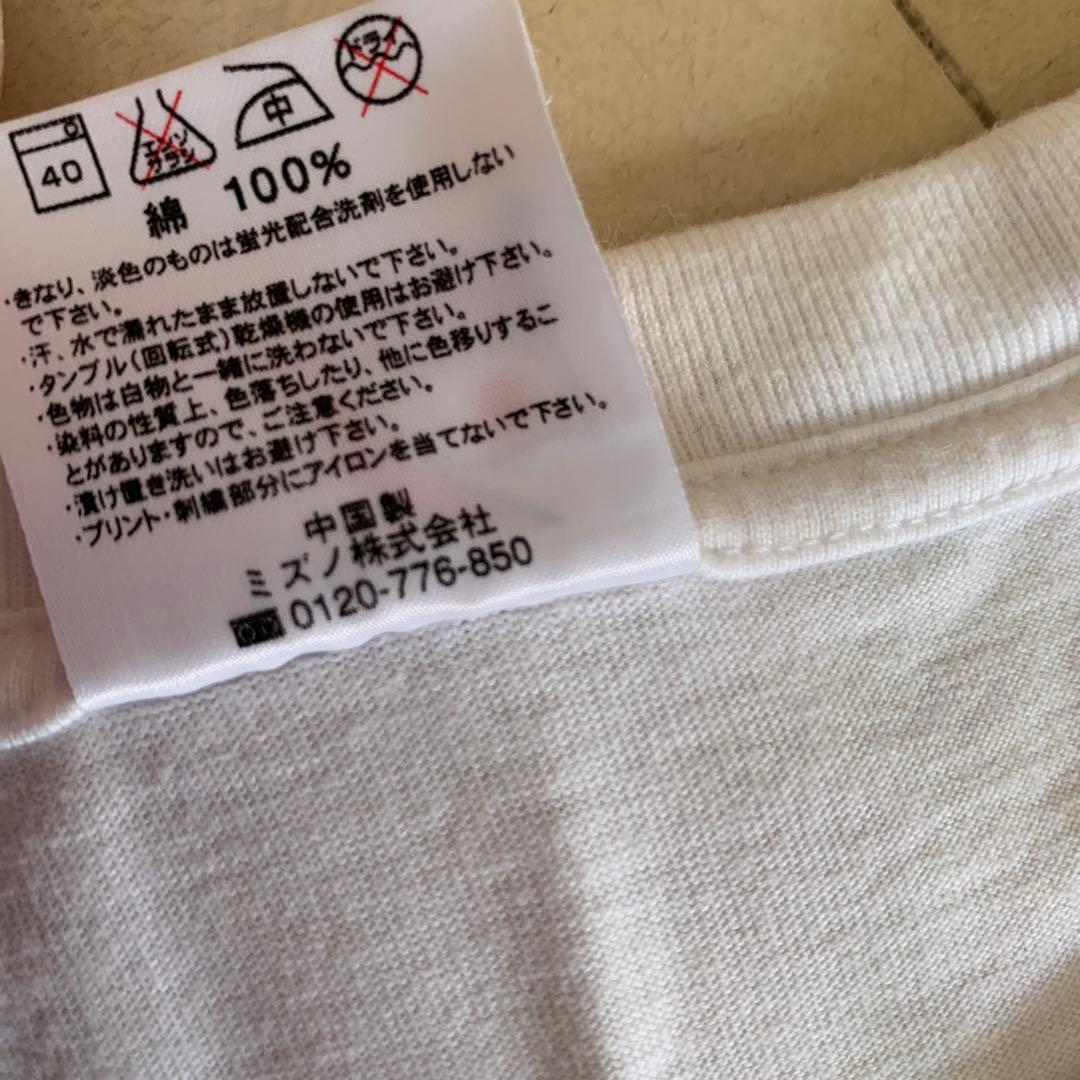 40 エンソ サラシ 中 ドライ
綿 100%
・きなり、淡色のものは蛍光配合洗剤を使用しない
で下さい。
・汗、水で濡れたまま放置しないで下さい。
・タンブル(回転式)乾燥機の使用はお避け下さい。
・色物は白物と一緒に洗わないで下さい。
・染料の性質上、色落ちしたり、他に色移りするこ
とがありますので、ご注意ください。
・漬け置き洗いはお避け下さい。
・プリント・刺繍部分にアイロンを当てないで下さい。
中国製
ミズノ株式会社
0120-776-850